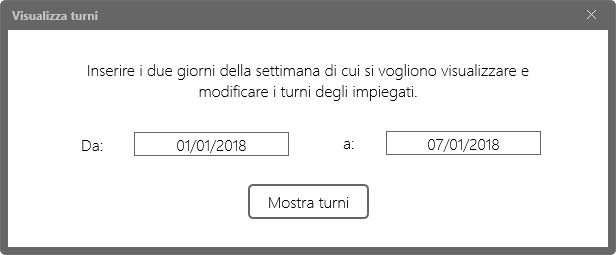 Visualizza turni
Inserire i due giorni della settimana di cui si vogliono visualizzare e
modificare i turni degli impiegati.
Da: 01/01/2018 a: 07/01/2018
Mostra turni